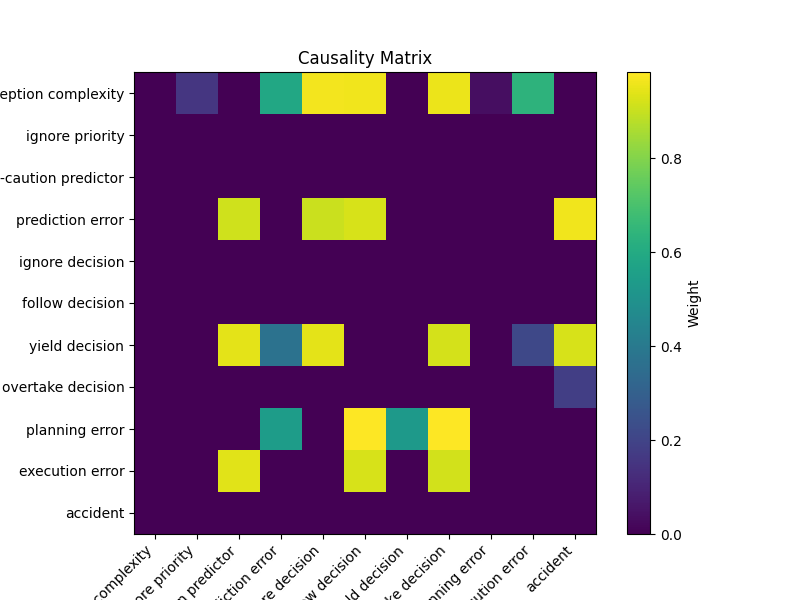 Causality Matrix
eption complexity
ignore priority
-caution predictor
prediction error
ignore decision
follow decision
yield decision
overtake decision
planning error
execution error
accident
complexity
ore priority
n predictor
diction error
re decision
w decision
ld decision
ke decision
nning error
ution error
accident
0.8
0.6
0.4
0.2
0.0
Weight